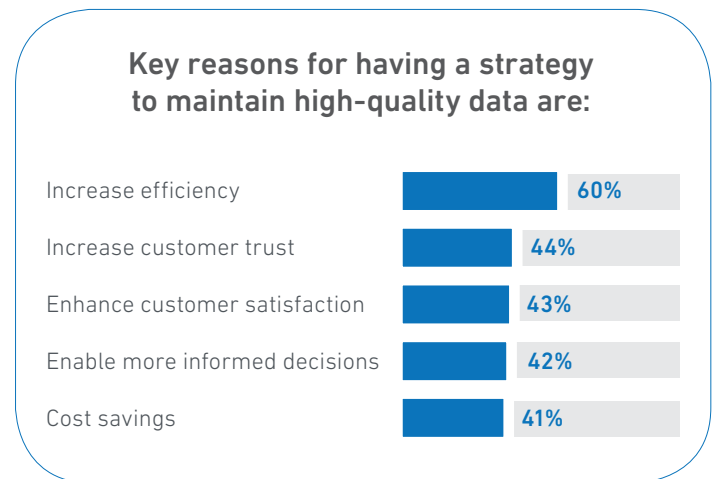 Key reasons for having a strategy
to maintain high-quality data are:
Increase efficiency 60%
Increase customer trust 44%
Enhance customer satisfaction 43%
Enable more informed decisions 42%
Cost savings 41%